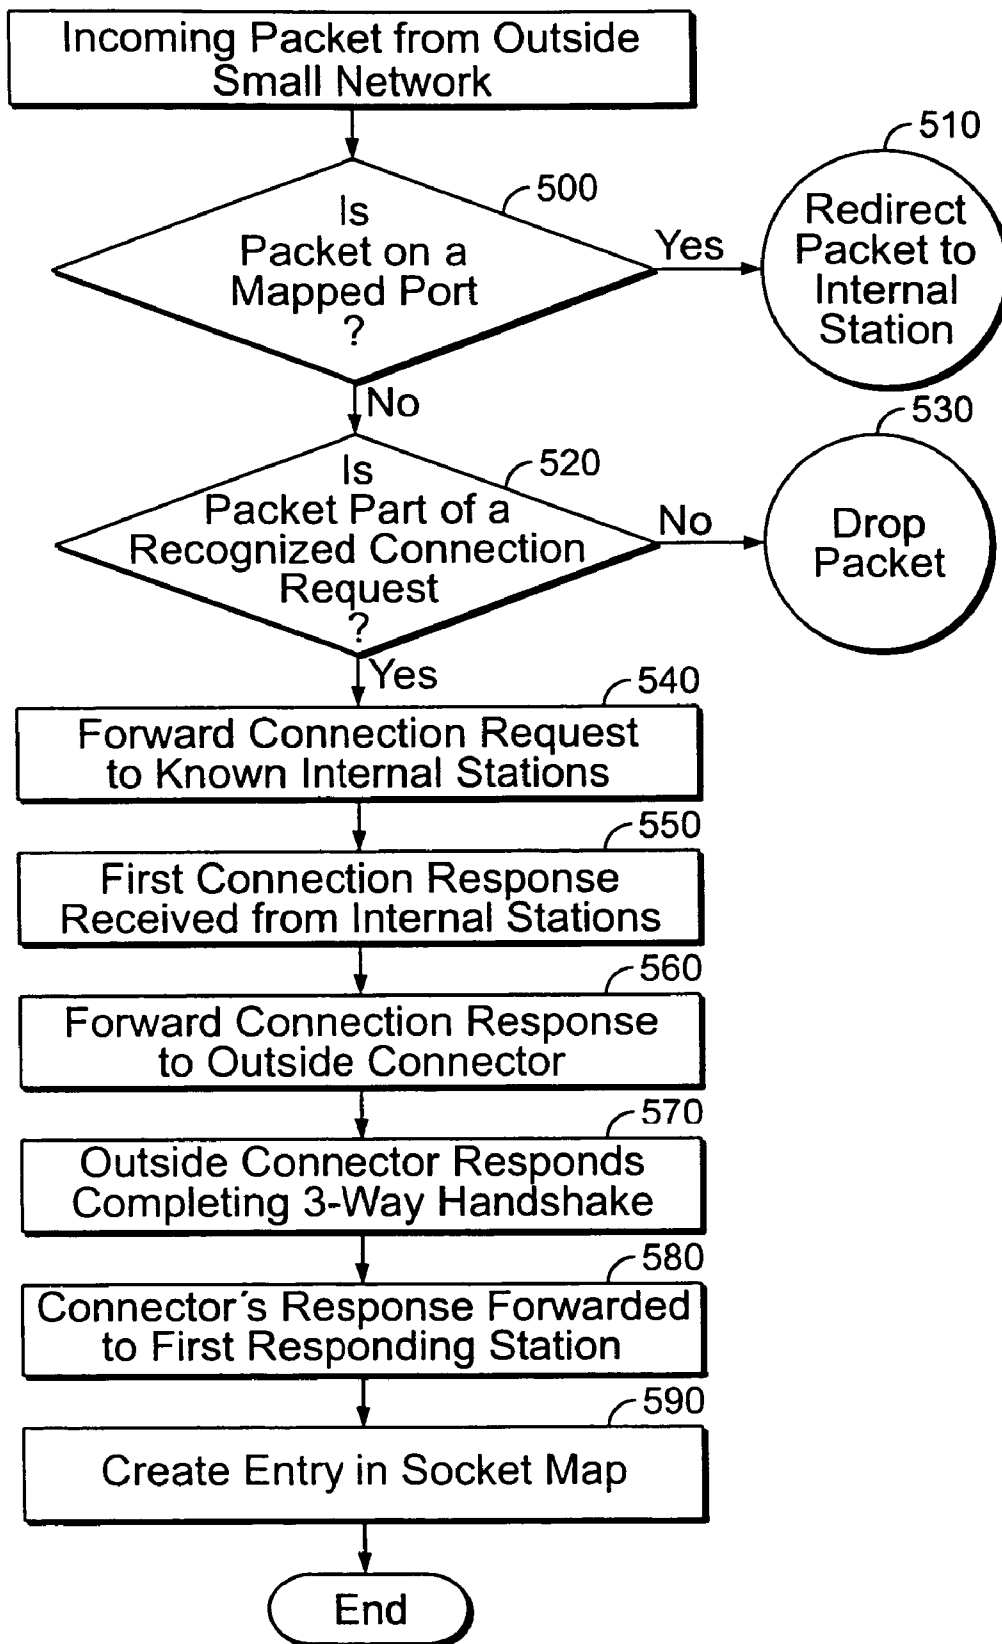 Incoming Packet from Outside
Small Network
500
Is
Packet on a
Mapped Port
?
Yes
510
Redirect
Packet to
Internal
Station
No
520
Is
Packet Part of a
Recognized Connection
Request
?
No
530
Drop
Packet
Yes
540
Forward Connection Request
to Known Internal Stations
550
First Connection Response
Received from Internal Stations
560
Forward Connection Response
to Outside Connector
570
Outside Connector Responds
Completing 3-Way Handshake
580
Connector´s Response Forwarded
to First Responding Station
590
Create Entry in Socket Map
End